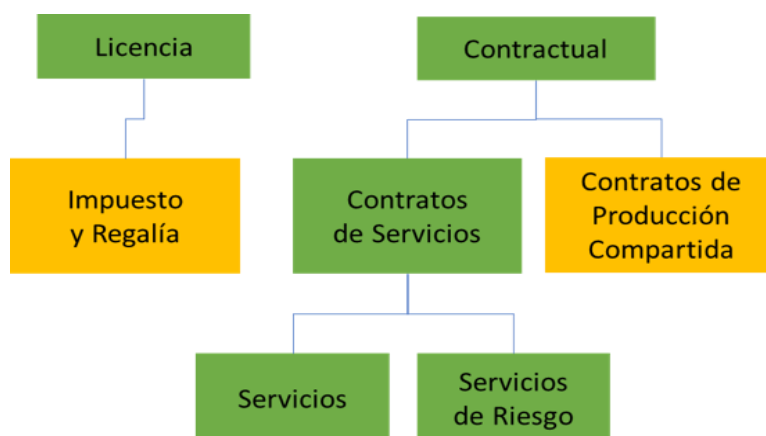 Licencia
Contractual
Impuesto
y Regalía
Contratos
de Servicios
Contratos de
Producción
Compartida
Servicios
Servicios
de Riesgo